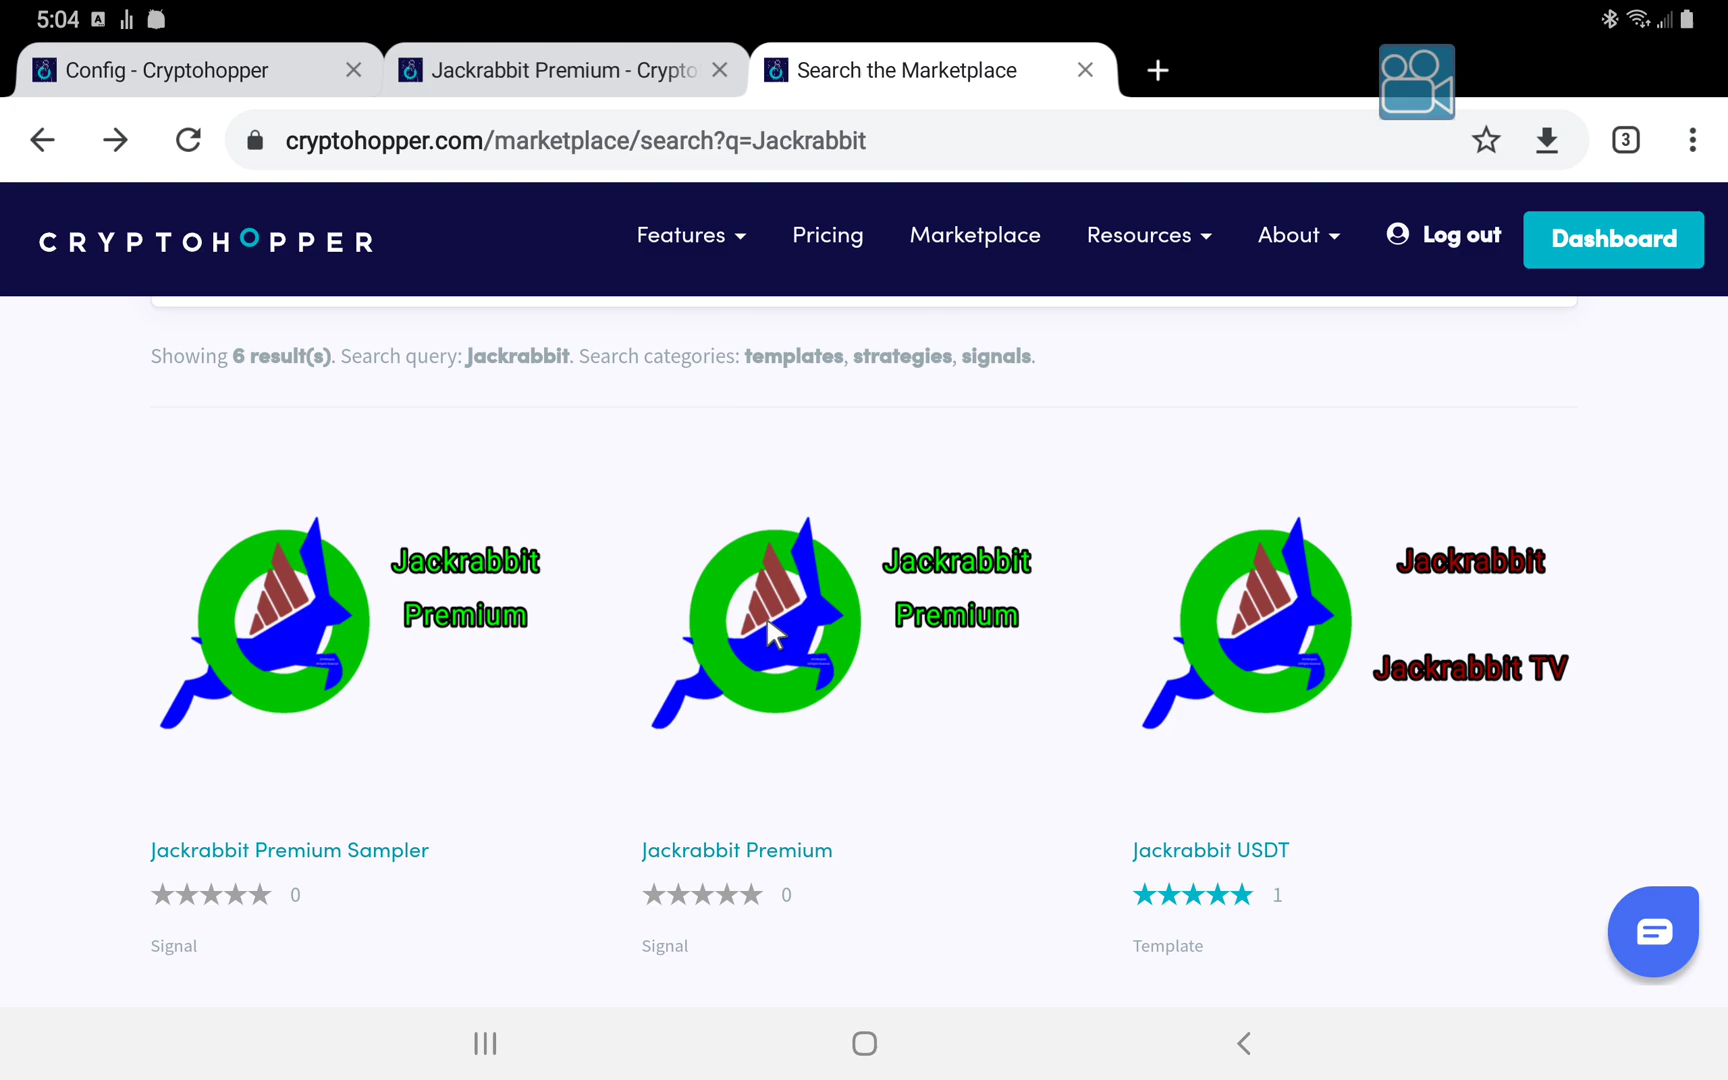 5:04
Config - Cryptohopper
Jackrabbit Premium - Crypto
Search the Marketplace
cryptohopper.com/marketplace/search?q=Jackrabbit
3
CRYPTOHOPPER
Features
Pricing
Marketplace
Resources
About
Log out
Dashboard
Showing 6 result(s). Search query: Jackrabbit. Search categories: templates, strategies, signals.
Jackrabbit
Premium
Jackrabbit
Premium
Jackrabbit
Jackrabbit TV
Jackrabbit Premium Sampler
Jackrabbit Premium
Jackrabbit USDT
0
0
1
Signal
Signal
Template